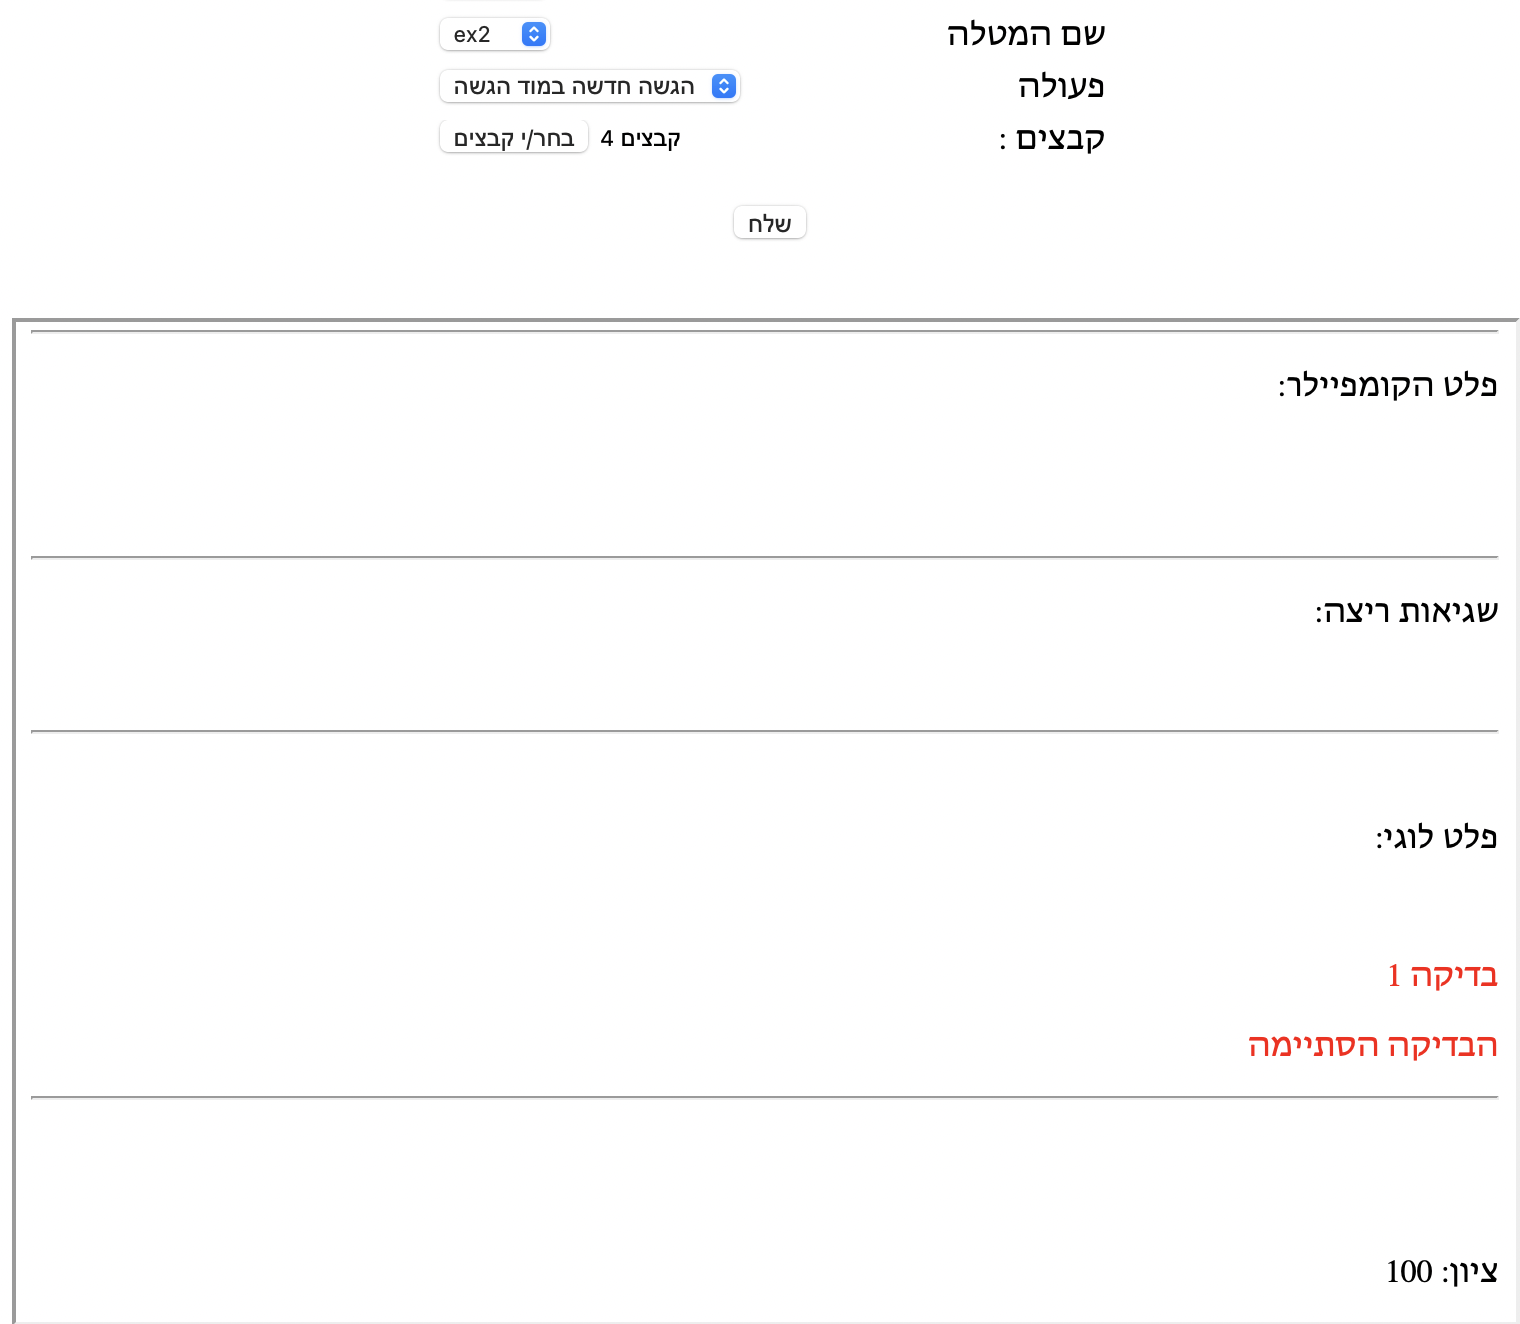 שם המטלה ex2
פעולה הגשה חדשה במוד הגשה
קבצים : בחר/י קבצים 4 קבצים
שלח
פלט הקומפיילר:
שגיאות ריצה:
פלט לוגי:
בדיקה 1
הבדיקה הסתיימה
ציון: 100